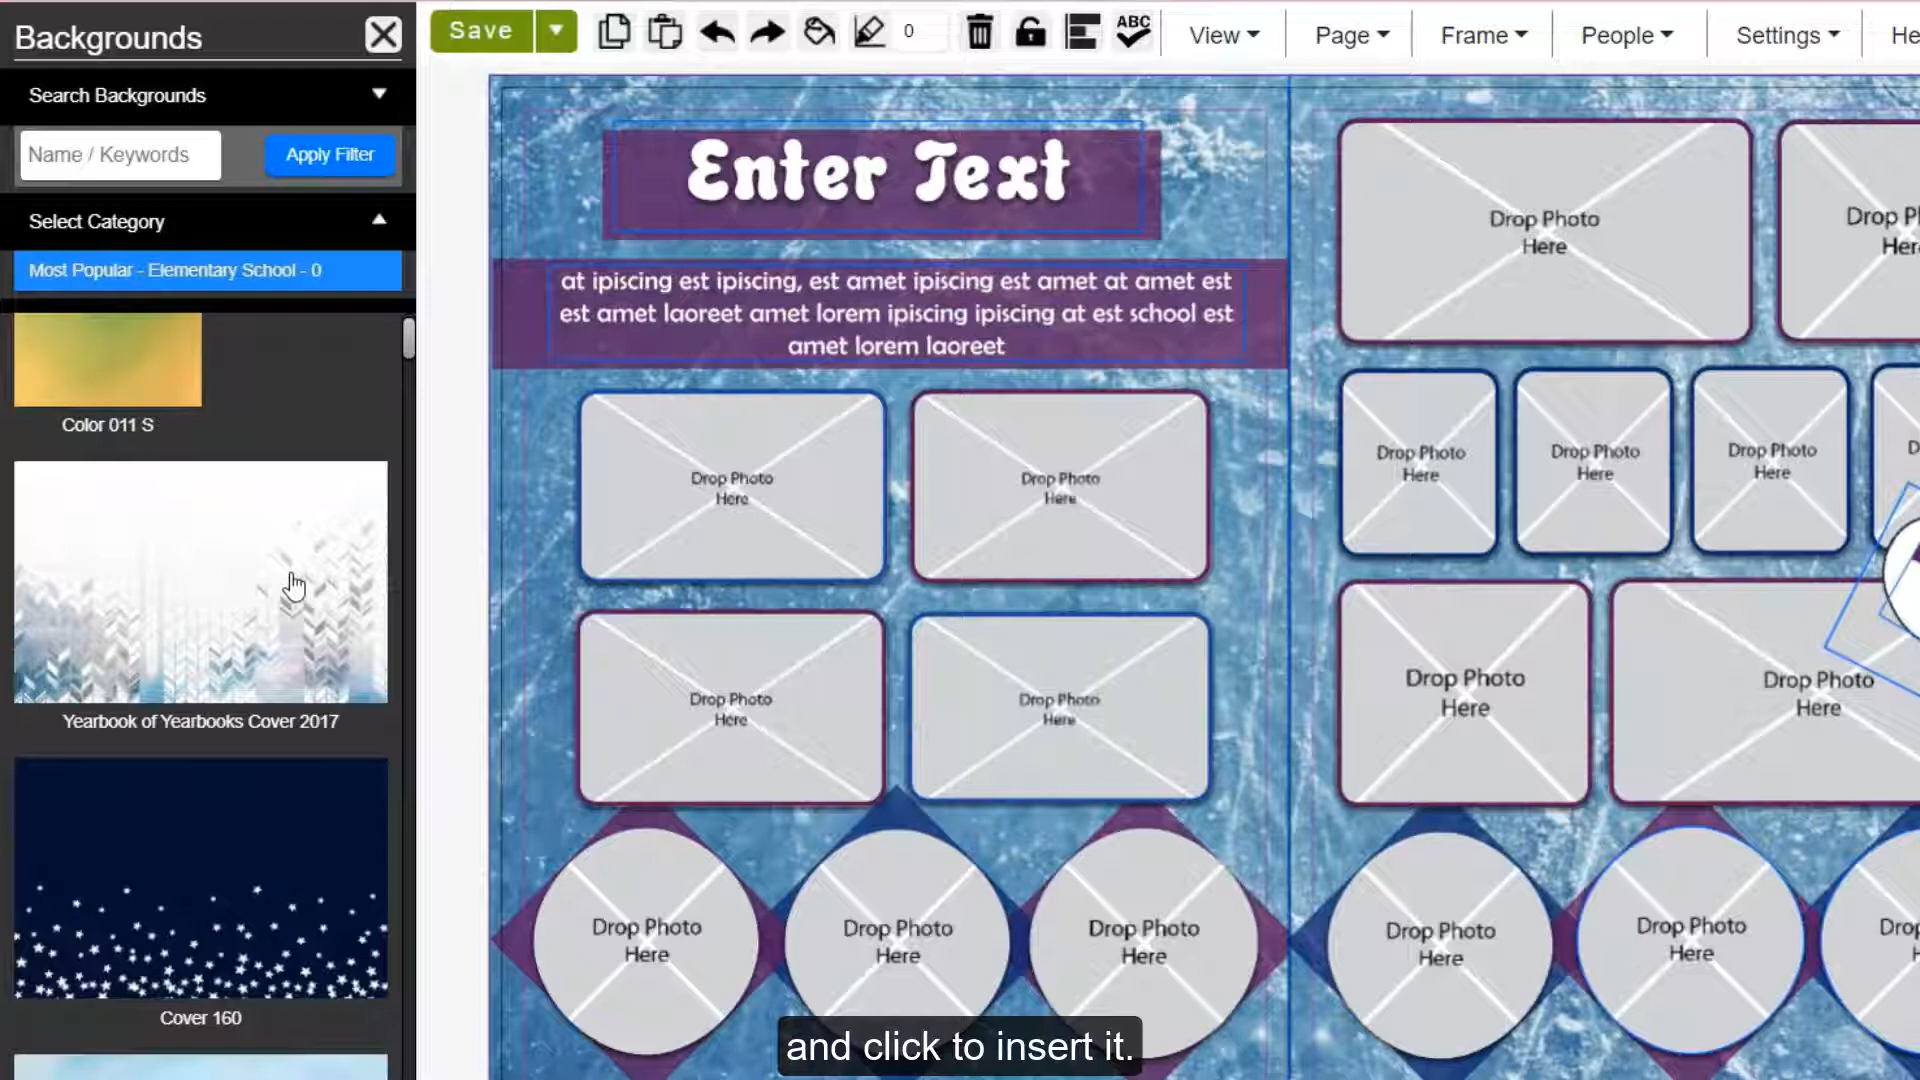 Backgrounds
Search Backgrounds
Name / Keywords
Apply Filter
Select Category
Most Popular - Elementary School - 0
Color 011 S
Yearbook of Yearbooks Cover 2017
Cover 160
Save
0
ABC
View
Page
Frame
People
Settings
He
Enter Text
at ipiscing est ipiscing, est amet ipiscing est amet at amet est
est amet laoreet amet lorem ipiscing ipiscing at est school est
amet lorem laoreet
Drop Photo
Here
Drop Photo
Here
Drop Photo
Here
Drop Photo
Here
Drop Photo
Here
Drop Photo
Here
Drop Photo
Here
Drop Photo
Here
Drop P
Her
Drop Photo
Here
Drop Photo
Here
Drop Photo
Here
D
Drop Photo
Here
Drop Photo
Here
Drop Photo
Here
Drop Photo
Here
Drop
H
and click to insert it.